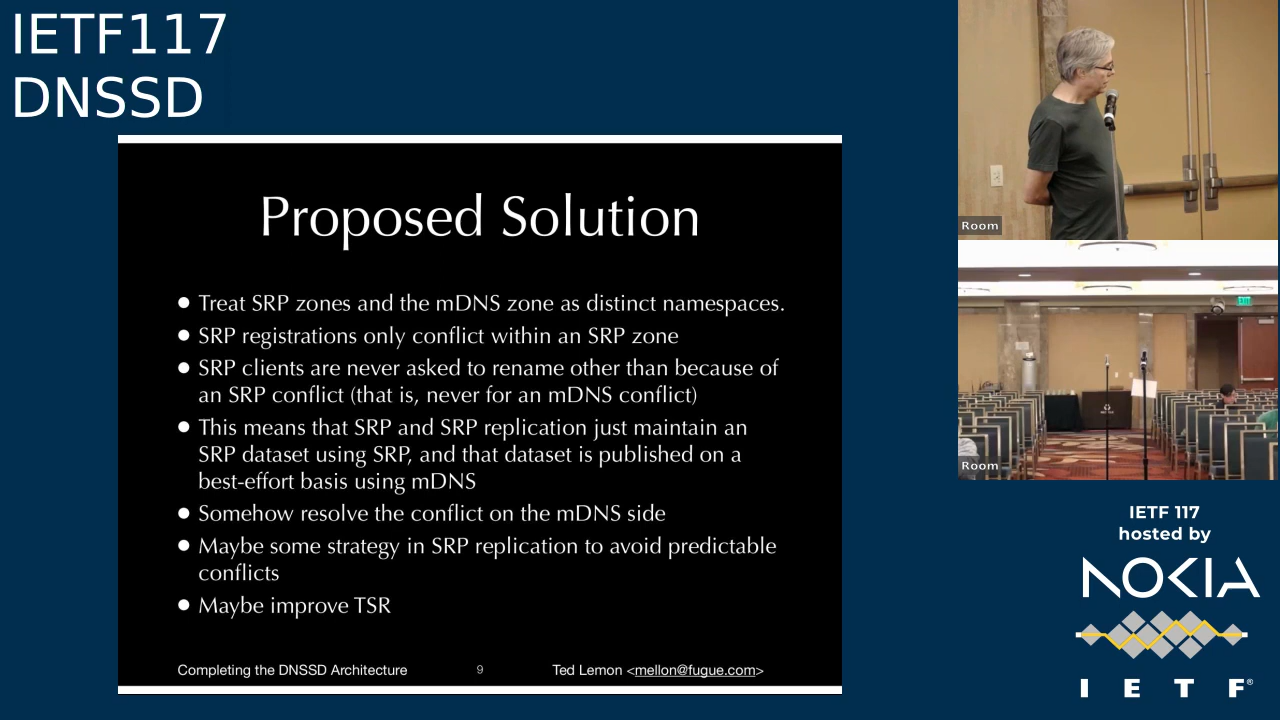 IETF117
DNSSD
Proposed Solution
● Treat SRP zones and the mDNS zone as distinct namespaces.
● SRP registrations only conflict within an SRP zone
● SRP clients are never asked to rename other than because of
an SRP conflict (that is, never for an mDNS conflict)
● This means that SRP and SRP replication just maintain an
SRP dataset using SRP, and that dataset is published on a
best-effort basis using mDNS
● Somehow resolve the conflict on the mDNS side
● Maybe some strategy in SRP replication to avoid predictable
conflicts
● Maybe improve TSR
Completing the DNSSD Architecture 9 Ted Lemon <mellon@fugue.com>
Room
Room
IETF 117
hosted by
NOKIA
I E T F®